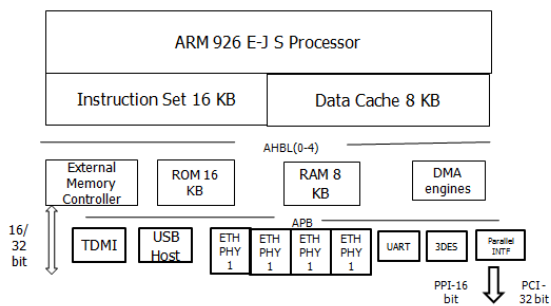 ARM 926 E-J S Processor
Instruction Set 16 KB
Data Cache 8 KB
AHBL(0-4)
External
Memory
Controller
ROM 16
KB
RAM 8
KB
DMA
engines
APB
16/
32
bit
TDMI
USB
Host
ETH
PHY
1
ETH
PHY
1
ETH
PHY
1
ETH
PHY
1
UART
3DES
Parallel
INTF
PPI-16
bit
PCI-
32 bit